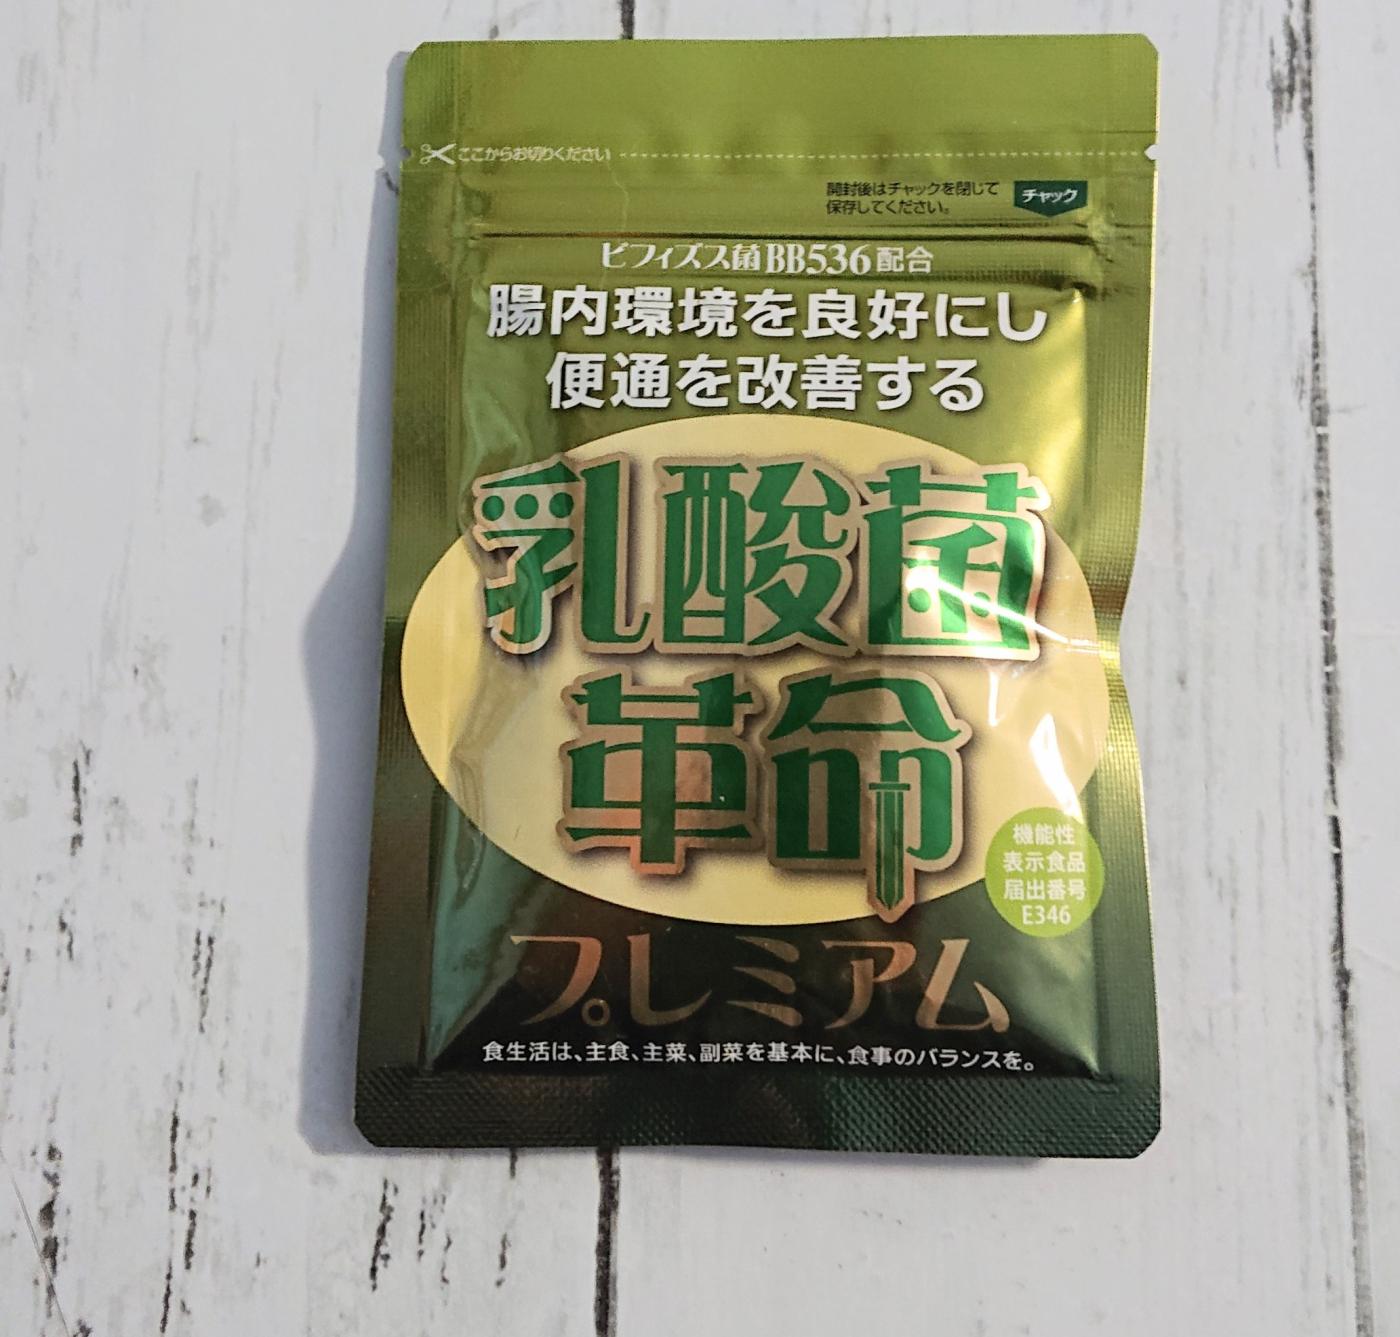 ここからお切りください
開封後はチャックを閉じて
保存してください。
チャック
ビフィズス菌BB536配合
腸内環境を良好にし
便通を改善する
乳酸菌
革命
機能性
表示食品
届出番号
E346
プレミアム
食生活は、主食、主菜、副菜を基本に、食事のバランスを。